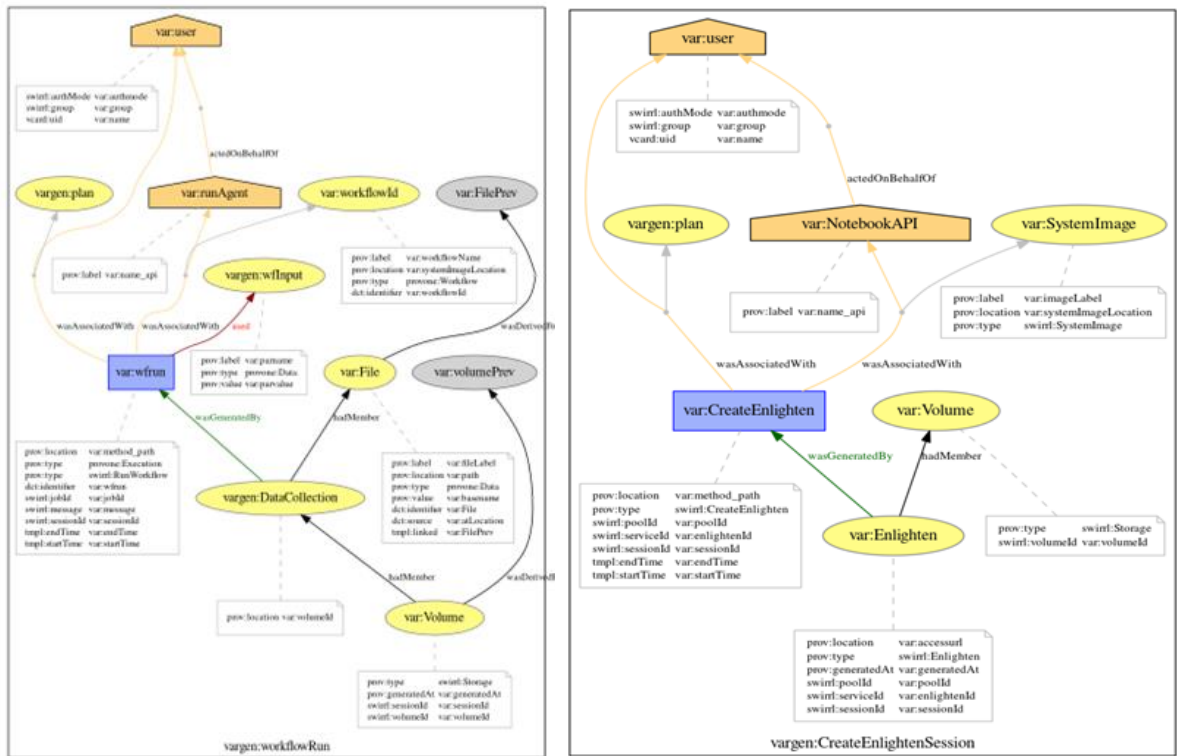 var:user
swirrl:authMode var:authmode
swirrl:group var:group
vcard:uid var:name
actedOnBehalfOf
vargen:plan
var:runAgent
var:workflowId
var:FilePrev
prov:label var:name_api
vargen:wfInput
prov:label var:workflowName
prov:location var:systemImageLocation
prov:type provone:Workflow
dct:identifier var:workflowId
wasAssociatedWith
wasAssociatedWith
used
var:wfrun
prov:label var:parname
prov:type provone:Data
prov:value var:parvalue
var:File
var:volumePrev
wasGeneratedBy
hadMember
prov:location var:method_path
prov:type provone:Execution
prov:type swirrl:RunWorkflow
dct:identifier var:wfrun
swirrl:jobId var:jobId
swirrl:message var:message
swirrl:sessionId var:sessionId
tmpl:endTime var:endTime
tmpl:startTime var:startTime
vargen:DataCollection
prov:label var:fileLabel
prov:location var:path
prov:type provone:Data
prov:value var:basename
dct:identifier var:File
dct:source var:atLocation
tmpl:linked var:FilePrev
hadMember
prov:location var:volumeId
var:Volume
prov:type swirrl:Storage
prov:generatedAt var:generatedAt
swirrl:sessionId var:sessionId
swirrl:volumeId var:volumeId
vargen:workflowRun
var:user
swirrl:authMode var:authmode
swirrl:group var:group
vcard:uid var:name
actedOnBehalfOf
vargen:plan
var:NotebookAPI
var:SystemImage
prov:label var:name_api
prov:label var:imageLabel
prov:location var:systemImageLocation
prov:type swirrl:SystemImage
wasAssociatedWith
wasAssociatedWith
var:CreateEnlighten
var:Volume
wasGeneratedBy
hadMember
prov:location var:method_path
prov:type swirrl:CreateEnlighten
swirrl:poolId var:poolId
swirrl:serviceId var:enlightenId
swirrl:sessionId var:sessionId
tmpl:endTime var:endTime
tmpl:startTime var:startTime
var:Enlighten
prov:type swirrl:Storage
swirrl:volumeId var:volumeId
prov:location var:accessurl
prov:type swirrl:Enlighten
prov:generatedAt var:generatedAt
swirrl:poolId var:poolId
swirrl:serviceId var:enlightenId
swirrl:sessionId var:sessionId
vargen:CreateEnlightenSession